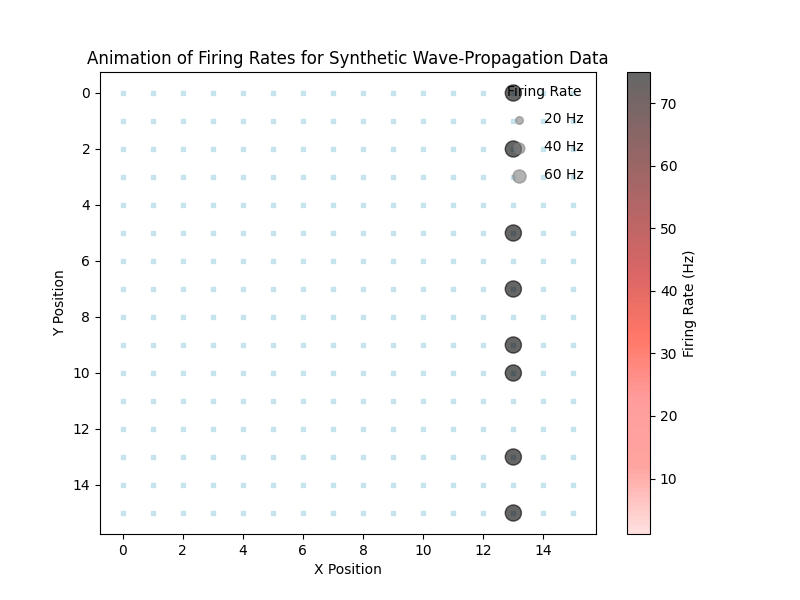 Animation of Firing Rates for Synthetic Wave-Propagation Data
Firing Rate
20 Hz
40 Hz
60 Hz
0
2
4
6
8
10
12
14
Y Position
0 2 4 6 8 10 12 14
X Position
70
60
50
40
30
20
10
Firing Rate (Hz)